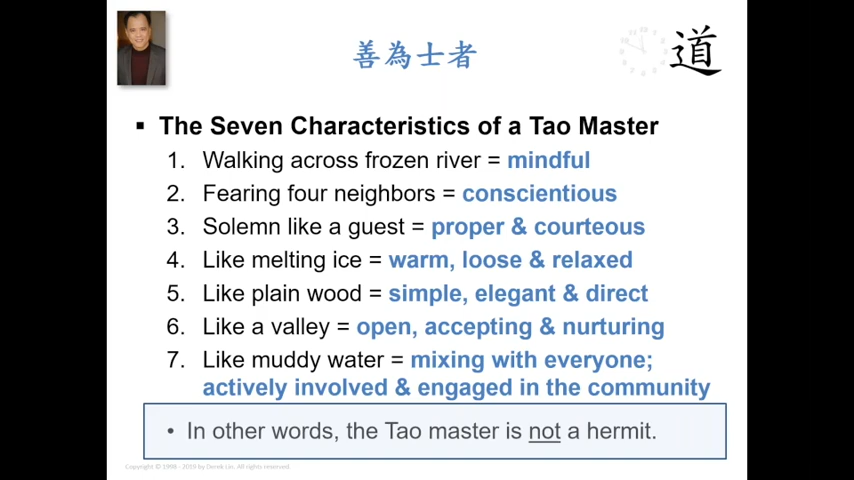 善為士者
道
▪ The Seven Characteristics of a Tao Master
1. Walking across frozen river = mindful
2. Fearing four neighbors = conscientious
3. Solemn like a guest = proper & courteous
4. Like melting ice = warm, loose & relaxed
5. Like plain wood = simple, elegant & direct
6. Like a valley = open, accepting & nurturing
7. Like muddy water = mixing with everyone;
actively involved & engaged in the community
• In other words, the Tao master is not a hermit.
Copyright © 1998 - 2019 by Derek Lin. All rights reserved.